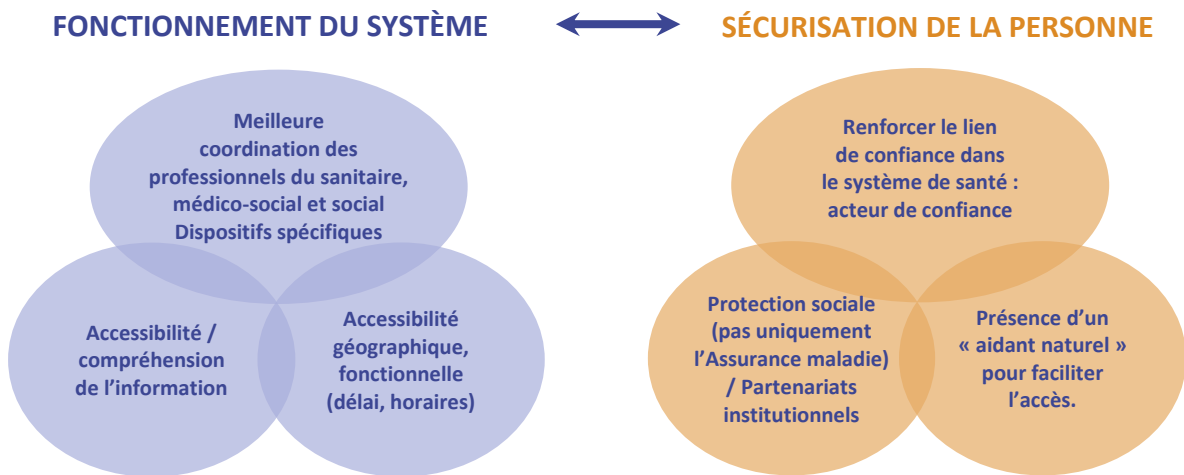 FONCTIONNEMENT DU SYSTÈME
SÉCURISATION DE LA PERSONNE
Meilleure
coordination des
professionnels du sanitaire,
médico-social et social
Dispositifs spécifiques
Accessibilité /
compréhension
de l’information
Accessibilité
géographique,
fonctionnelle
(délai, horaires)
Renforcer le lien
de confiance dans
le système de santé :
acteur de confiance
Protection sociale
(pas uniquement
l’Assurance maladie)
/ Partenariats
institutionnels
Présence d’un
« aidant naturel »
pour faciliter
l’accès.